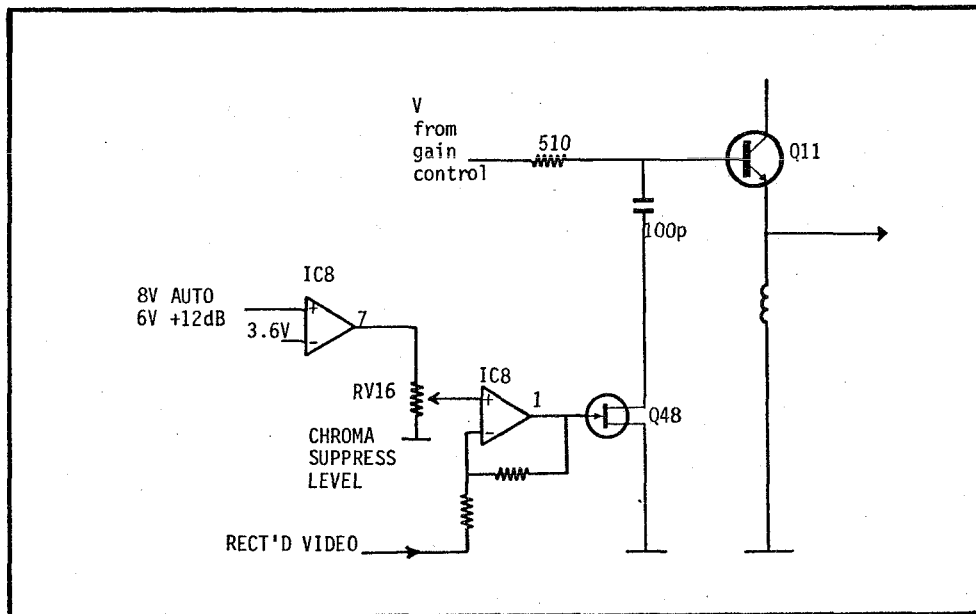 V
from
gain
control
510
Q11
100p
IC8
8V AUTO
6V +12dB
3.6V
+
-
7
RV16
IC8
+
-
1
Q48
CHROMA
SUPPRESS
LEVEL
RECT'D VIDEO